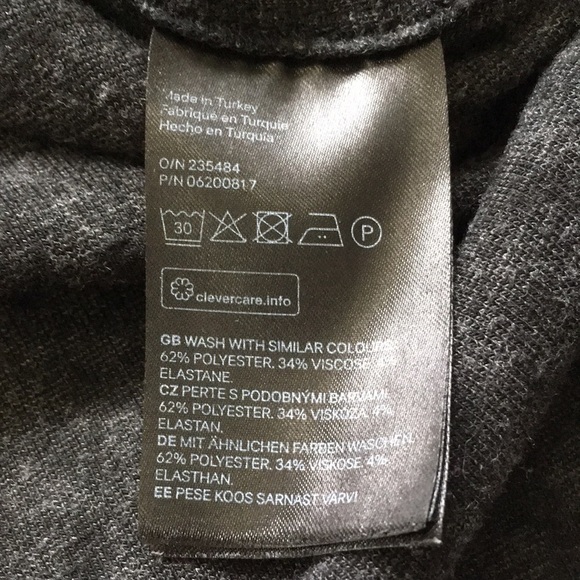 Made in Turkey
Fabriqué en Turquie
Hecho en Turquía
O/N 235484
P/N 06200817
30
P
clevercare.info
GB WASH WITH SIMILAR COLOURS.
62% POLYESTER. 34% VISCOSE. 4%
ELASTANE.
CZ PERTE S PODOBNÝMI BARVAMI.
62% POLYESTER. 34% VISKÓZA. 4%
ELASTAN.
DE MIT ÄHNLICHEN FARBEN WASCHEN.
62% POLYESTER. 34% VISKOSE. 4%
ELASTHAN.
EE PESE KOOS SARNAST VÄRVI